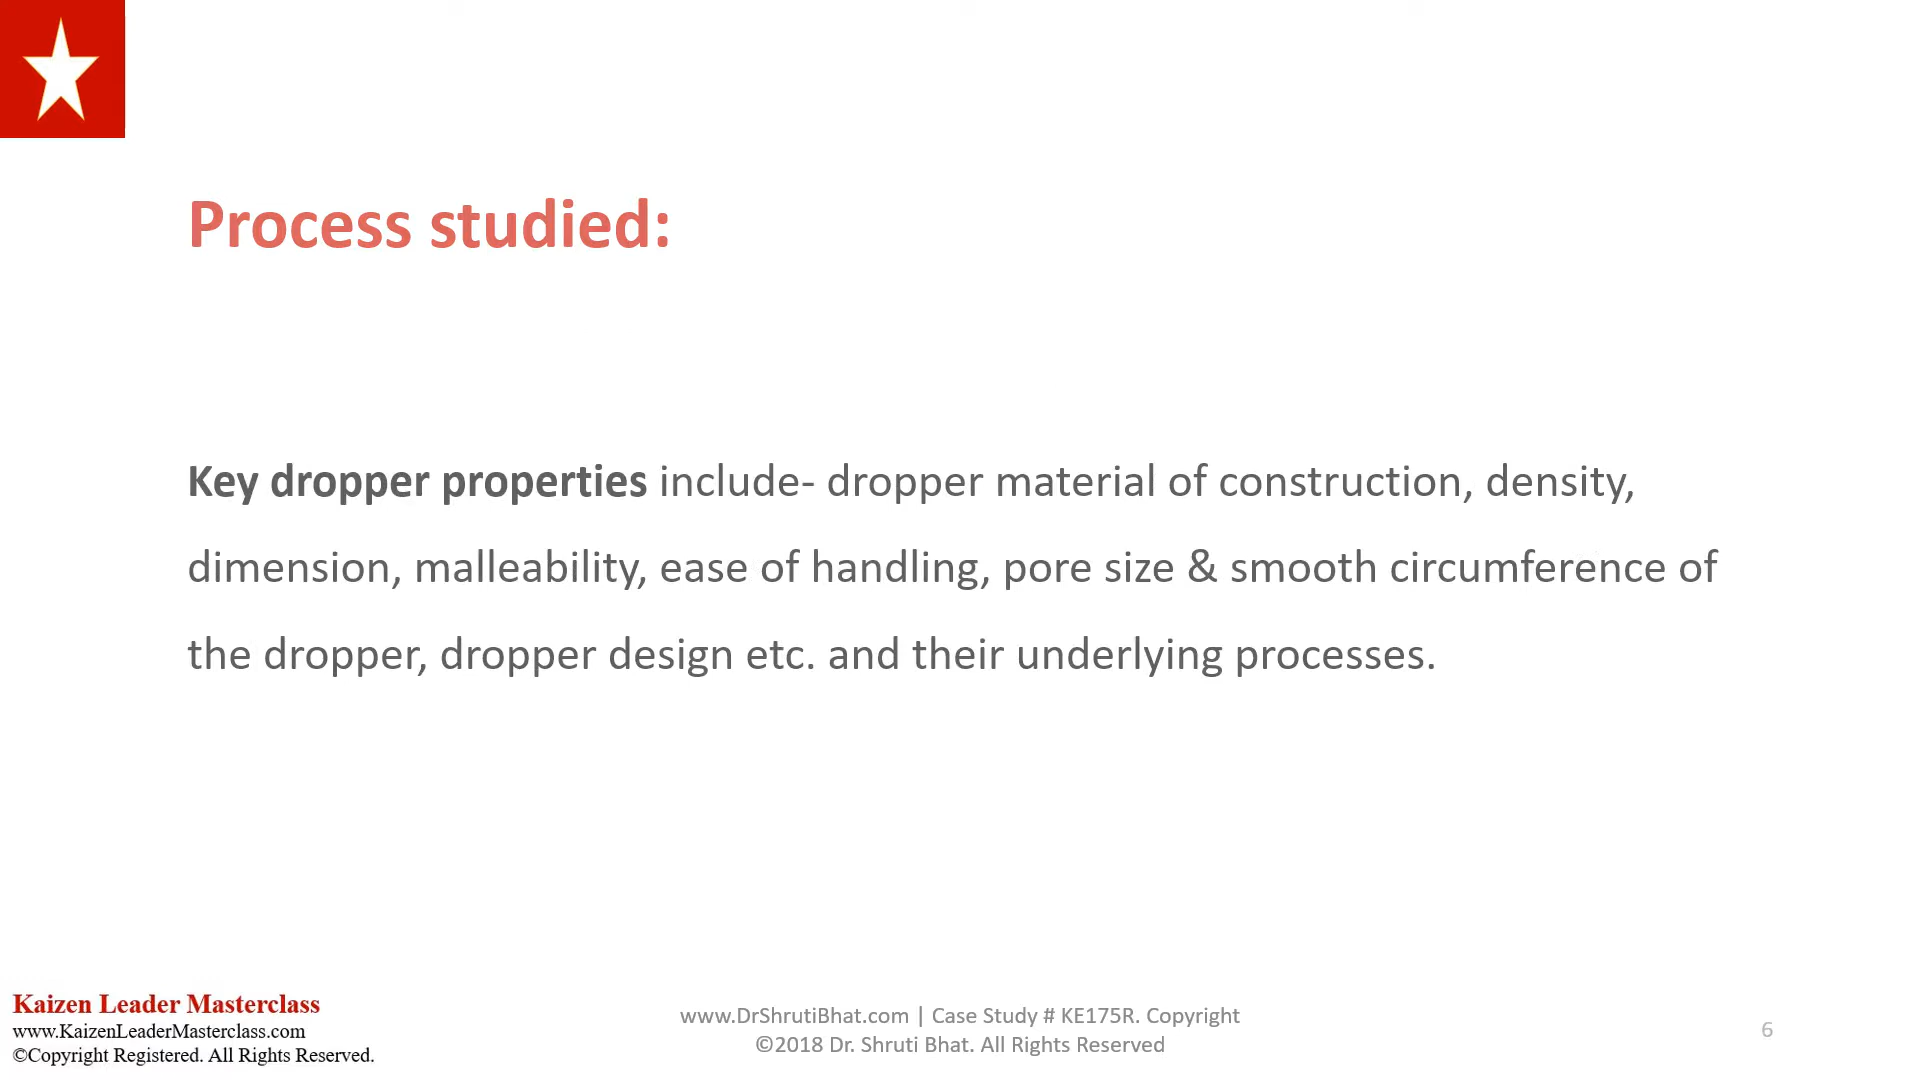 Process studied:
Key dropper properties include- dropper material of construction, density,
dimension, malleability, ease of handling, pore size & smooth circumference of
the dropper, dropper design etc. and their underlying processes.
Kaizen Leader Masterclass
www.KaizenLeaderMasterclass.com
©Copyright Registered. All Rights Reserved.
www.DrShrutiBhat.com | Case Study # KE175R. Copyright
©2018 Dr. Shruti Bhat. All Rights Reserved
6